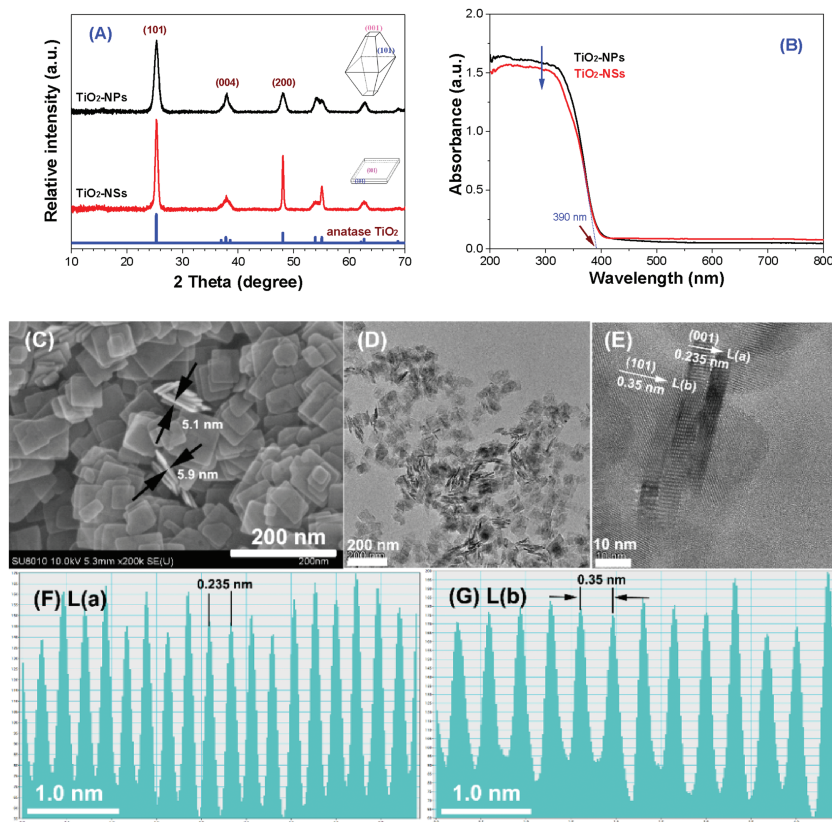 (A)
(101)
(004)
(200)
(001)
(101)
TiO2-NPs
(001)
(101)
TiO2-NSs
anatase TiO2
Relative intensity (a.u.)
10 20 30 40 50 60 70
2 Theta (degree)
(B)
TiO2-NPs
TiO2-NSs
390 nm
2.0
1.5
1.0
0.5
0.0
Absorbance (a.u.)
200 300 400 500 600 700 800
Wavelength (nm)
(C)
5.1 nm
5.9 nm
200 nm
SU8010 10.0kV 5.3mm x200k SE(U) 200nm
(D)
200 nm
200 nm
(E)
(001)
L(a)
0.235 nm
(101)
L(b)
0.35 nm
10 nm
10 nm
(F) L(a)
0.235 nm
1.0 nm
(G) L(b)
0.35 nm
1.0 nm